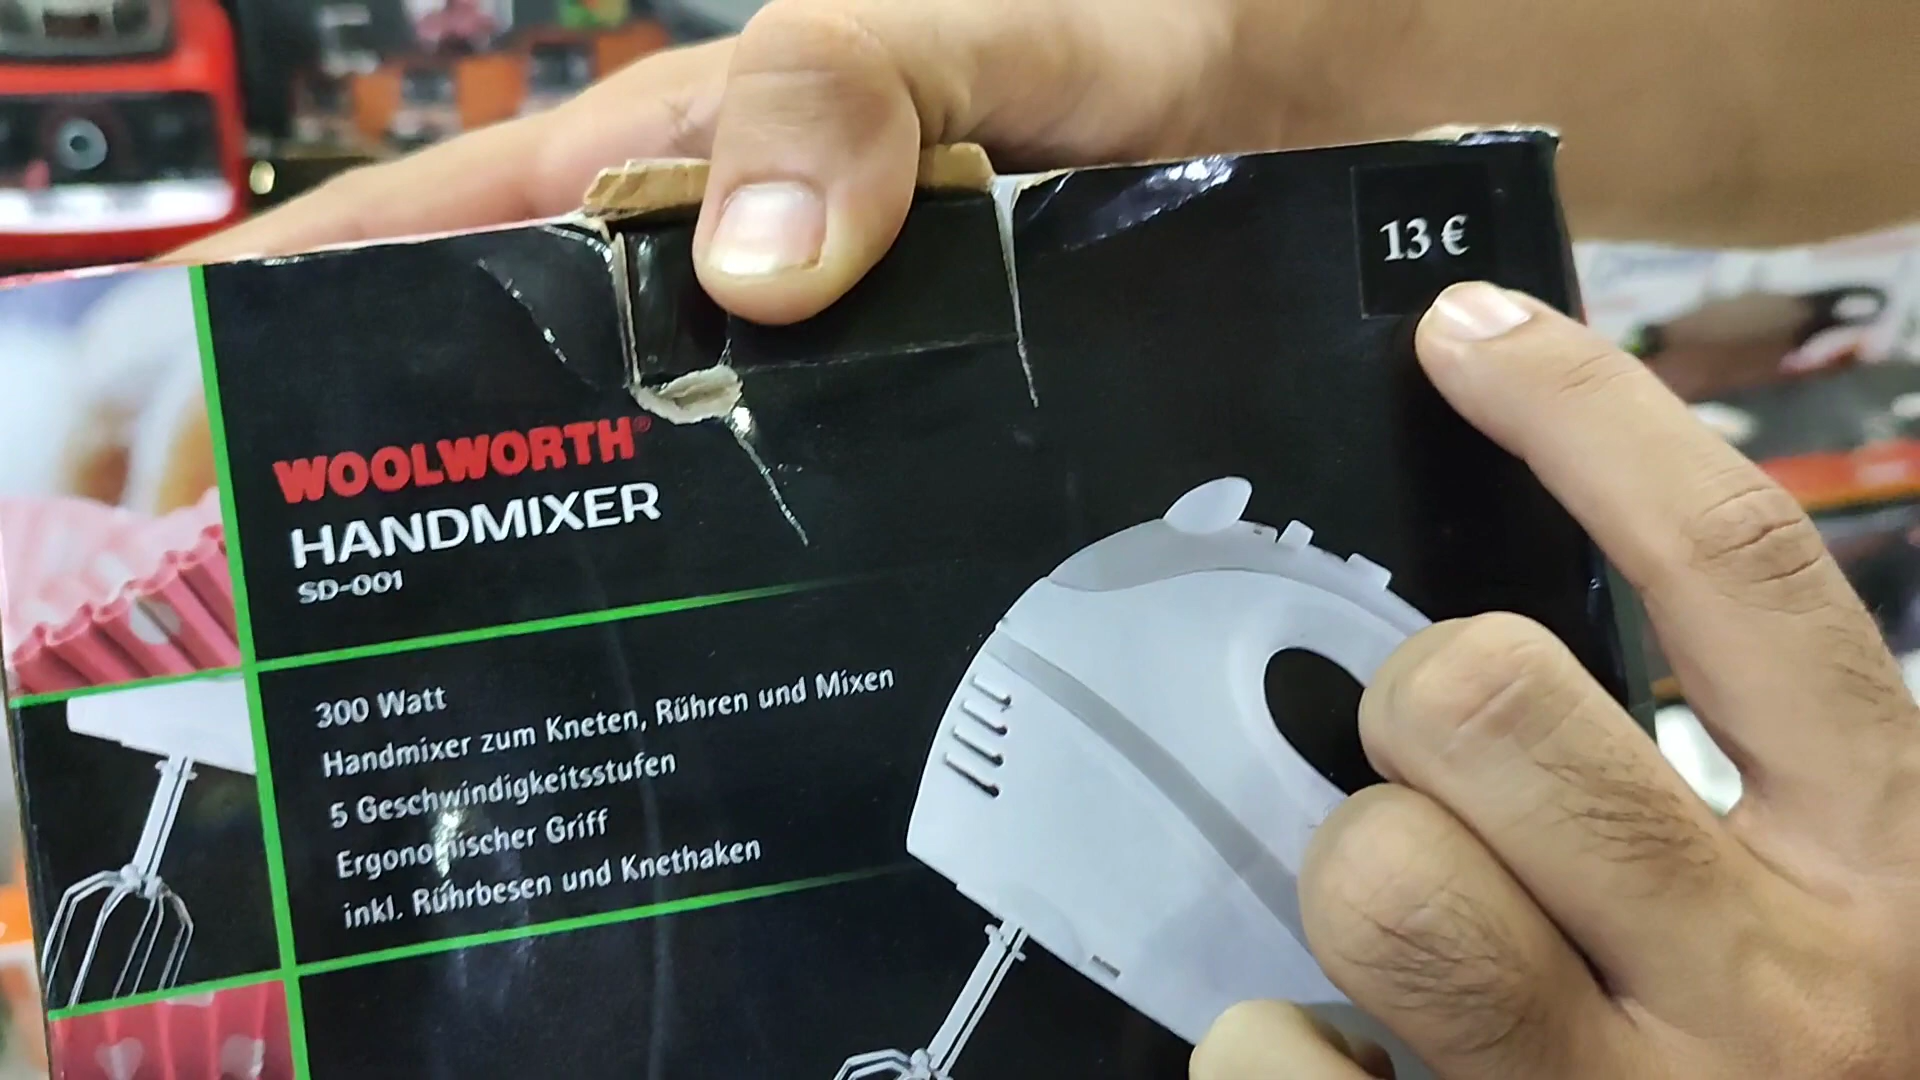 13 €
WOOLWORTH®
HANDMIXER
SD-001
300 Watt
Handmixer zum Kneten, Rühren und Mixen
5 Geschwindigkeitsstufen
Ergonomischer Griff
inkl. Rührbesen und Knethaken